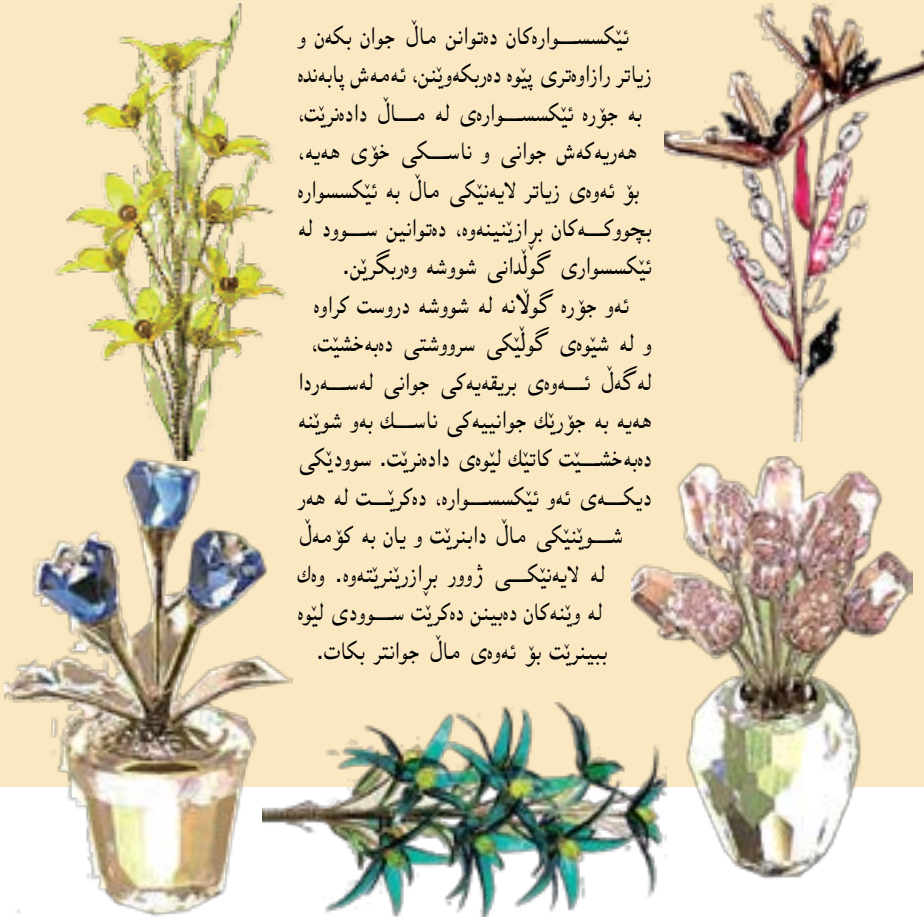 ئێکسسوارەکان دەتوانن ماڵ جوان بکەن و
زیاتر رازاوەتری پێوە دەربکەوێنن، ئەمەش پابەندە
بە جۆرە ئێکسسوارەی لە ماڵ دادەنرێت،
هەریەکەش جوانی و ناسکی خۆی هەیە،
بۆ ئەوەی زیاتر لایەنێکی ماڵ بە ئێکسسوارە
بچووکەکان برازێنینەوە، دەتوانین سوود لە
ئێکسسواری گوڵدانی شووشە وەربگرێن.
ئەو جۆرە گوڵانە لە شووشە دروست کراوە
و لە شێوەی گوڵێکی سرووشتی دەبەخشێت،
لەگەڵ ئەوەی بریقەیەکی جوانی لەسەردا
هەیە بە جۆرێك جوانییەکی ناسك بەو شوێنە
دەبەخشێت کاتێك لێوەی دادەنرێت. سوودێکی
دیکەی ئەو ئێکسسوارە، دەکرێت لە هەر
شوێنێکی ماڵ دابنرێت و یان بە کۆمەڵ
لە لایەنێکی ژوور برازرێنرێتەوە. وەك
لە وێنەکان دەبینن دەکرێت سوودی لێوە
ببینرێت بۆ ئەوەی ماڵ جوانتر بکات.